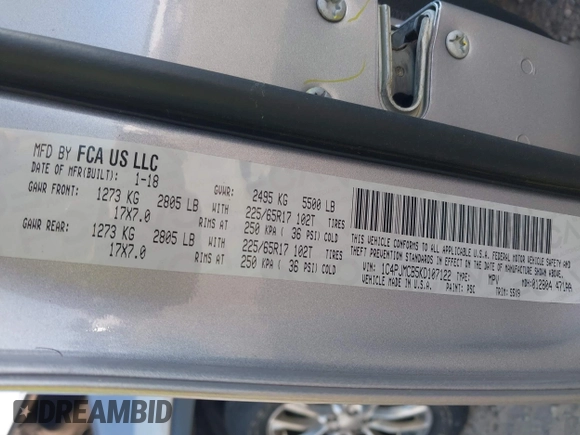 MFD BY FCA US LLC
DATE OF MFR(BUILT): 1-18
GVWR: 2495 KG 5500 LB
GAWR FRONT: 1273 KG 2805 LB WITH 225/65R17 102T TIRES
17X7.0 RIMS AT 250 KPA ( 36 PSI) COLD
GAWR REAR: 1273 KG 2805 LB WITH 225/65R17 102T TIRES
17X7.0 RIMS AT 250 KPA ( 36 PSI) COLD
THIS VEHICLE CONFORMS TO ALL APPLICABLE U.S.A. FEDERAL MOTOR VEHICLE SAFETY AND
THEFT PREVENTION STANDARDS IN EFFECT ON THE DATE OF MANUFACTURE SHOWN ABOVE.
VIN: 1C4PJMCB5KD107122 TYPE: MPV
VEHICLE MADE IN U.S.A. PAINT: PSC TRIM:
DREAMBID